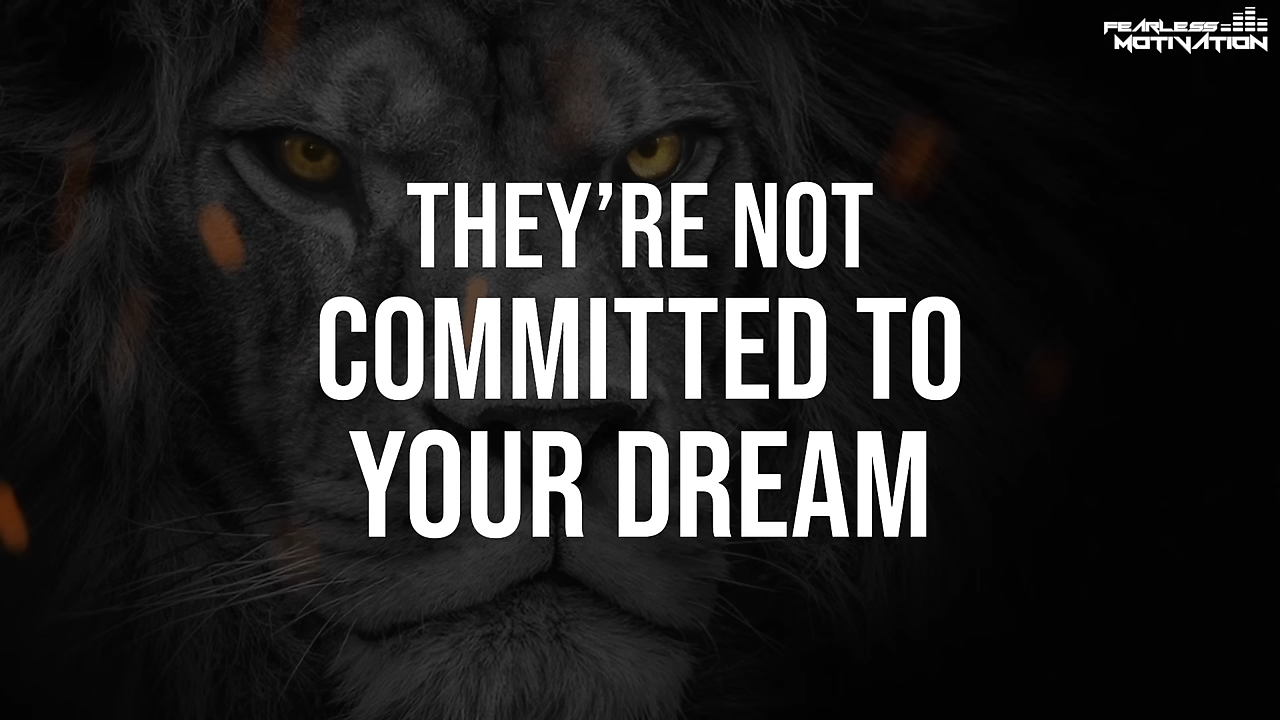 FEARLESS
MOTIVATION
THEY’RE NOT
COMMITTED TO
YOUR DREAM